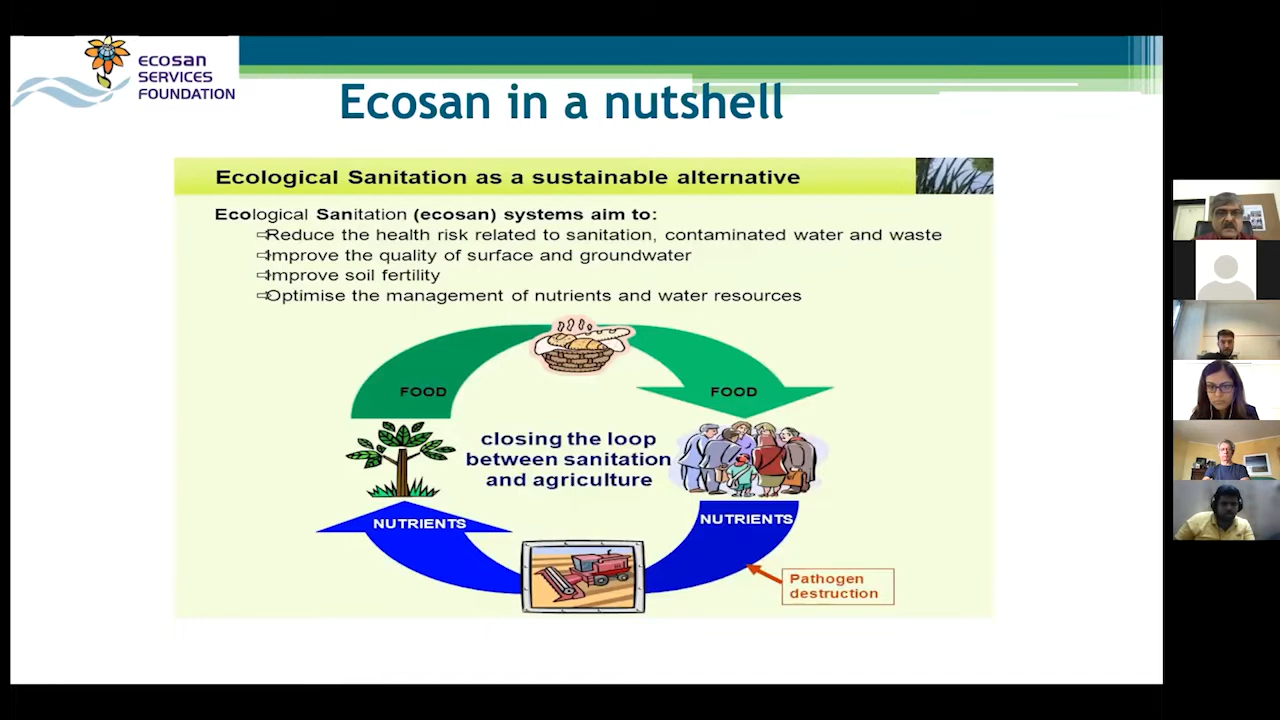 ecosan
SERVICES
FOUNDATION
Ecosan in a nutshell
Ecological Sanitation as a sustainable alternative
Ecological Sanitation (ecosan) systems aim to:
⇨Reduce the health risk related to sanitation, contaminated water and waste
⇨Improve the quality of surface and groundwater
⇨Improve soil fertility
⇨Optimise the management of nutrients and water resources
FOOD
FOOD
closing the loop
between sanitation
and agriculture
NUTRIENTS
NUTRIENTS
Pathogen
destruction